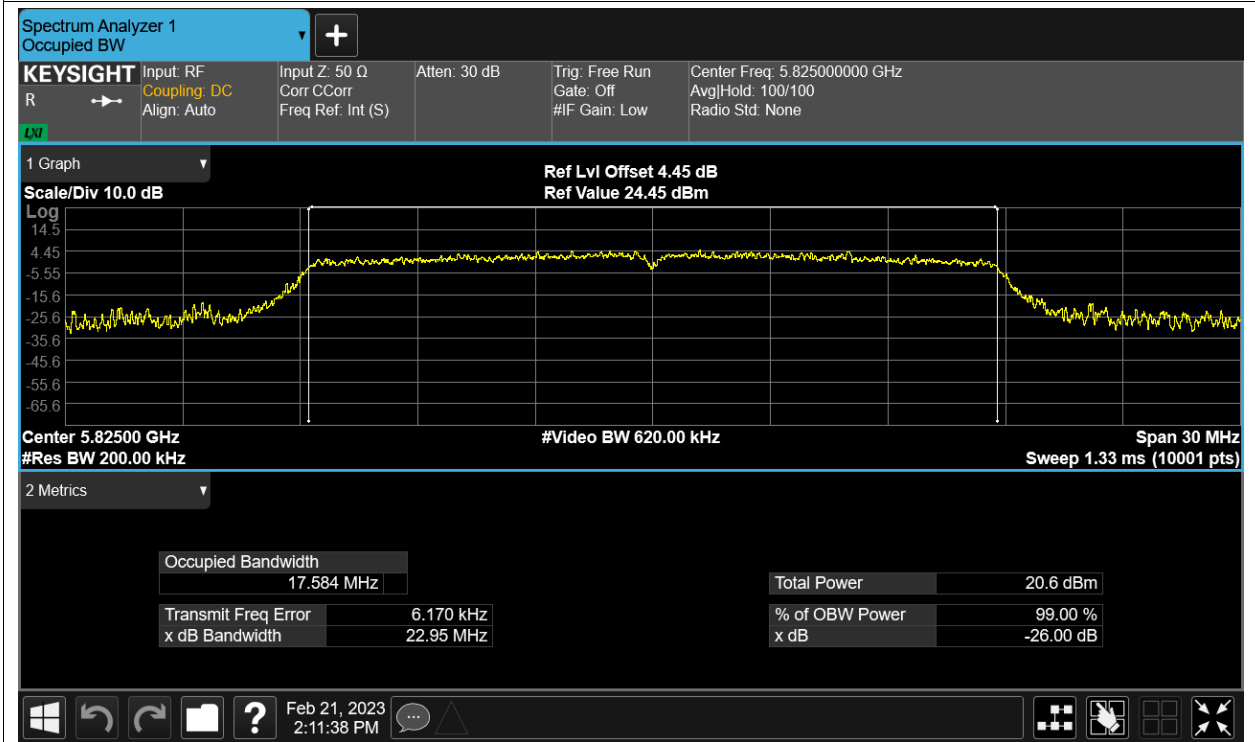 Spectrum Analyzer 1
Occupied BW
KEYSIGHT
R
LXI
Input: RF
Coupling: DC
Align: Auto
Input Z: 50 Ω
Corr CCorr
Freq Ref: Int (S)
Atten: 30 dB
Trig: Free Run
Gate: Off
#IF Gain: Low
Center Freq: 5.825000000 GHz
Avg|Hold: 100/100
Radio Std: None
1 Graph
Scale/Div 10.0 dB
Ref Lvl Offset 4.45 dB
Ref Value 24.45 dBm
Log
14.5
4.45
-5.55
-15.6
-25.6
-35.6
-45.6
-55.6
-65.6
Center 5.82500 GHz
#Video BW 620.00 kHz
Span 30 MHz
#Res BW 200.00 kHz
Sweep 1.33 ms (10001 pts)
2 Metrics
Occupied Bandwidth
17.584 MHz
Total Power 20.6 dBm
Transmit Freq Error 6.170 kHz
% of OBW Power 99.00 %
x dB Bandwidth 22.95 MHz
x dB -26.00 dB
?
Feb 21, 2023
2:11:38 PM